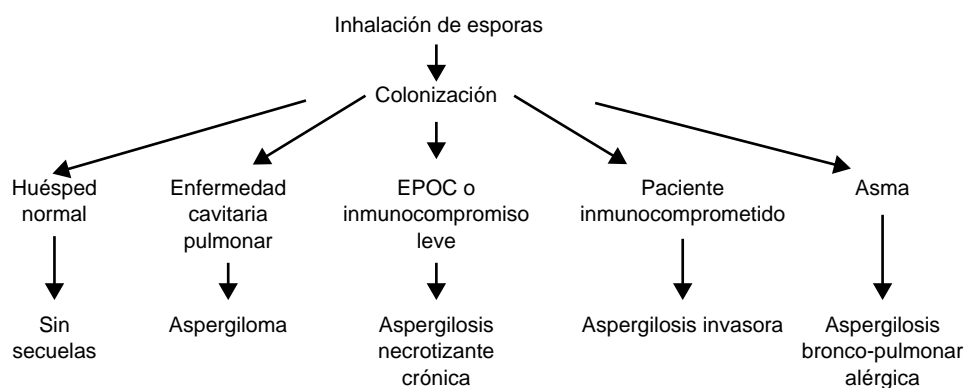 Inhalación de esporas
Colonización
Huésped
normal
Enfermedad
cavitaria
pulmonar
EPOC o
inmunocompromiso
leve
Paciente
inmunocomprometido
Asma
Sin
secuelas
Aspergiloma
Aspergilosis
necrotizante
crónica
Aspergilosis invasora
Aspergilosis
bronco-pulmonar
alérgica